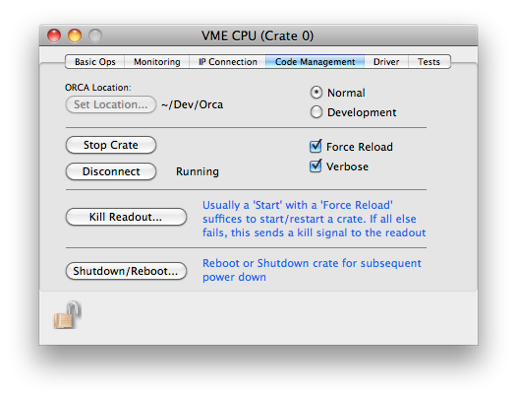 VME CPU (Crate 0)
Basic Ops Monitoring IP Connection Code Management Driver Tests
ORCA Location:
Set Location... ~/Dev/Orca
Normal
Development
Stop Crate
Force Reload
Disconnect Running
Verbose
Kill Readout...
Usually a 'Start' with a 'Force Reload'
suffices to start/restart a crate. If all else
fails, this sends a kill signal to the readout
Shutdown/Reboot...
Reboot or Shutdown crate for subsequent
power down